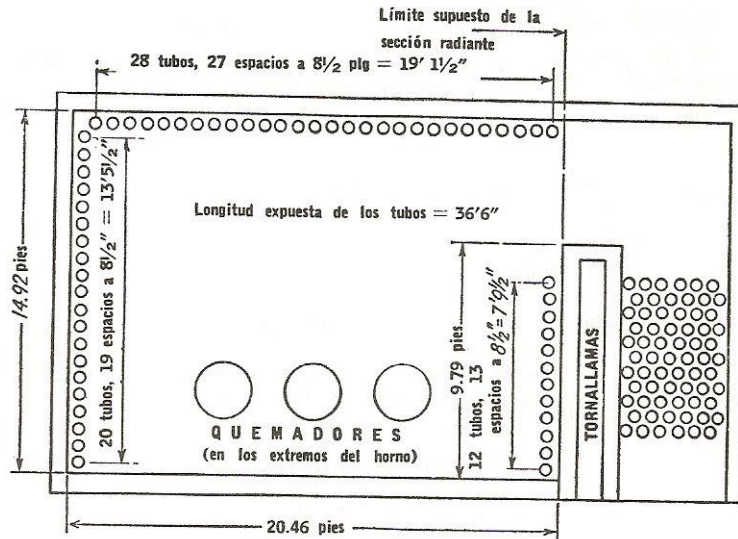 Límite supuesto de la
sección radiante
28 tubos, 27 espacios a 8½ plg = 19' 1½"
14.92 pies
20 tubos, 19 espacios a 8½" = 13'5½"
Longitud expuesta de los tubos = 36'6"
9.79 pies
12 tubos, 13
espacios a 8½" = 7'9½"
TORNALLAMAS
QUEMADORES
(en los extremos del horno)
20.46 pies